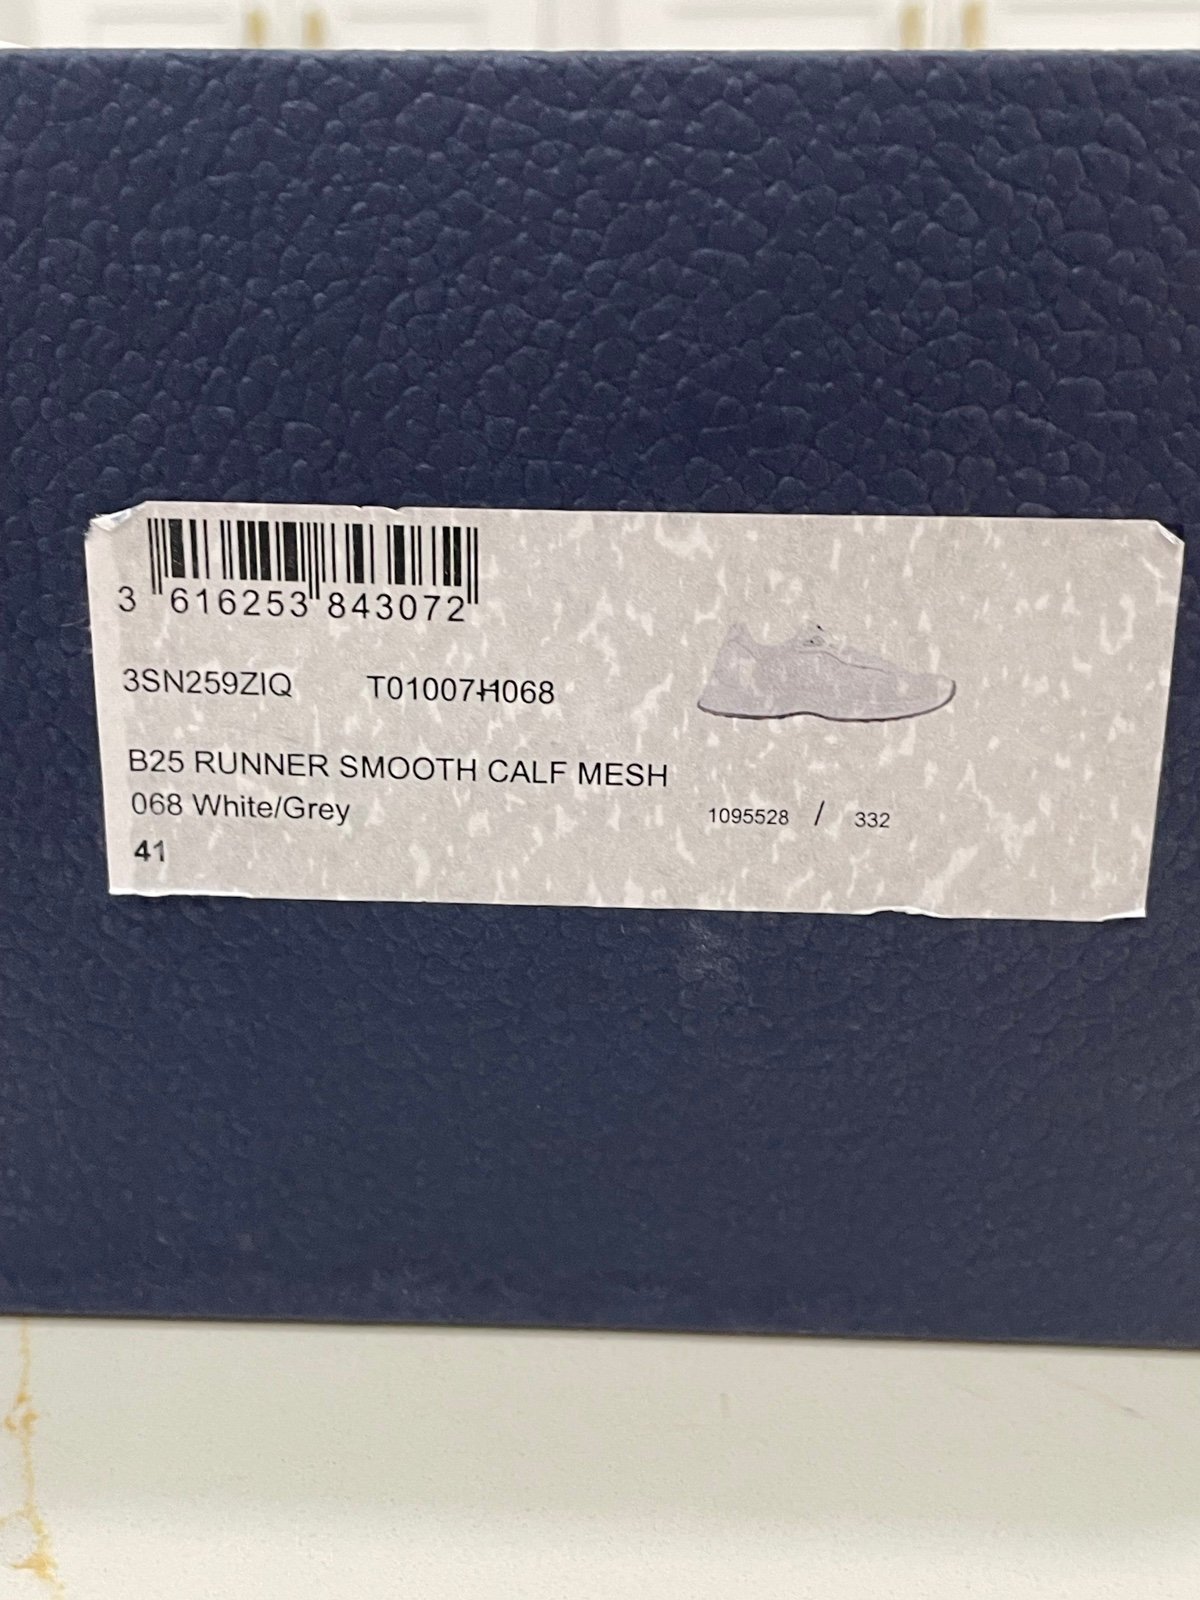 3 616253 843072
3SN259ZIQ T01007H068
B25 RUNNER SMOOTH CALF MESH
068 White/Grey
1095528 / 332
41